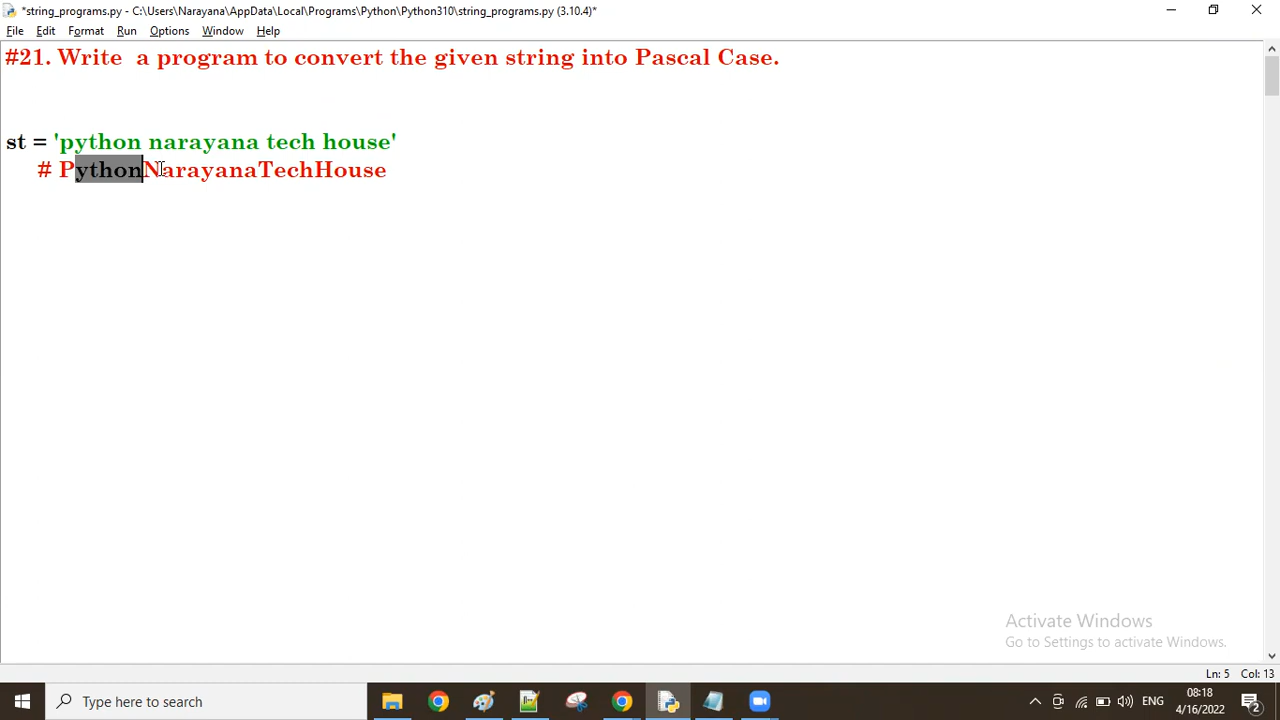 *string_programs.py - C:\Users\Narayana\AppData\Local\Programs\Python\Python310\string_programs.py (3.10.4)*
File Edit Format Run Options Window Help
#21. Write  a program to convert the given string into Pascal Case.
st = 'python narayana tech house'
# PythonNarayanaTechHouse
Activate Windows
Go to Settings to activate Windows.
Ln: 5 Col: 13
Type here to search
ENG
08:18
4/16/2022
2